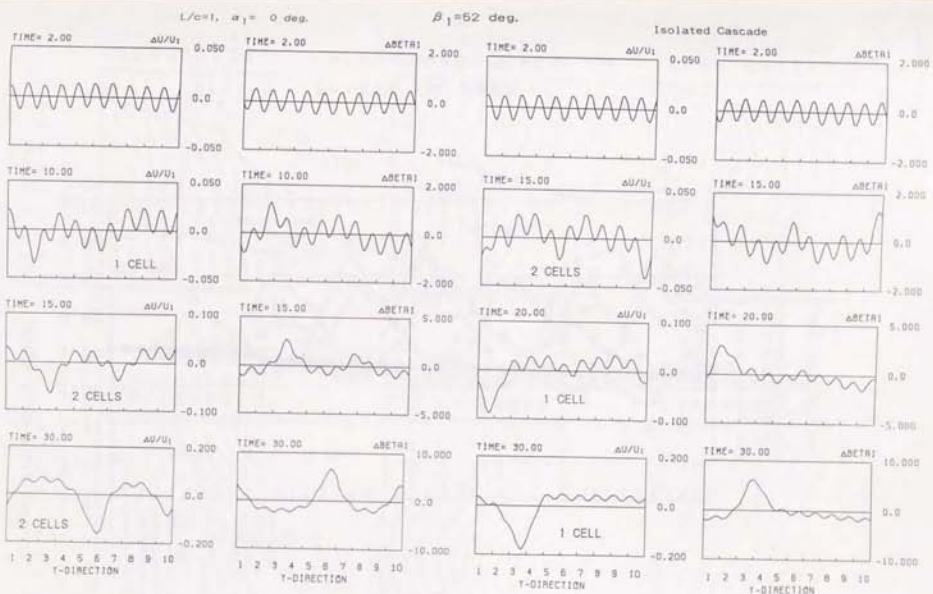 L/c=1, α₁= 0 deg. β₁=52 deg.
Isolated Cascade
TIME= 2.00 ΔU/U₁ 0.050 0.0 -0.050
TIME= 2.00 ΔBETA1 2.000 0.0 -2.000
TIME= 2.00 ΔU/U₁ 0.050 0.0 -0.050
TIME= 2.00 ΔBETA1 2.000 0.0 -2.000
TIME= 10.00 ΔU/U₁ 0.050 0.0 -0.050
1 CELL
TIME= 10.00 ΔBETA1 2.000 0.0 -2.000
TIME= 15.00 ΔU/U₁ 0.050 0.0 -0.050
2 CELLS
TIME= 15.00 ΔBETA1 2.000 0.0 -2.000
TIME= 15.00 ΔU/U₁ 0.100 0.0 -0.100
2 CELLS
TIME= 15.00 ΔBETA1 5.000 0.0 -5.000
TIME= 20.00 ΔU/U₁ 0.100 0.0 -0.100
1 CELL
TIME= 20.00 ΔBETA1 5.000 0.0 -5.000
TIME= 30.00 ΔU/U₁ 0.200 0.0 -0.200
2 CELLS
TIME= 30.00 ΔBETA1 10.000 0.0 -10.000
TIME= 30.00 ΔU/U₁ 0.200 0.0 -0.200
1 CELL
TIME= 30.00 ΔBETA1 10.000 0.0 -10.000
1 2 3 4 5 6 7 8 9 10
Y-DIRECTION
1 2 3 4 5 6 7 8 9 10
Y-DIRECTION
1 2 3 4 5 6 7 8 9 10
Y-DIRECTION
1 2 3 4 5 6 7 8 9 10
Y-DIRECTION